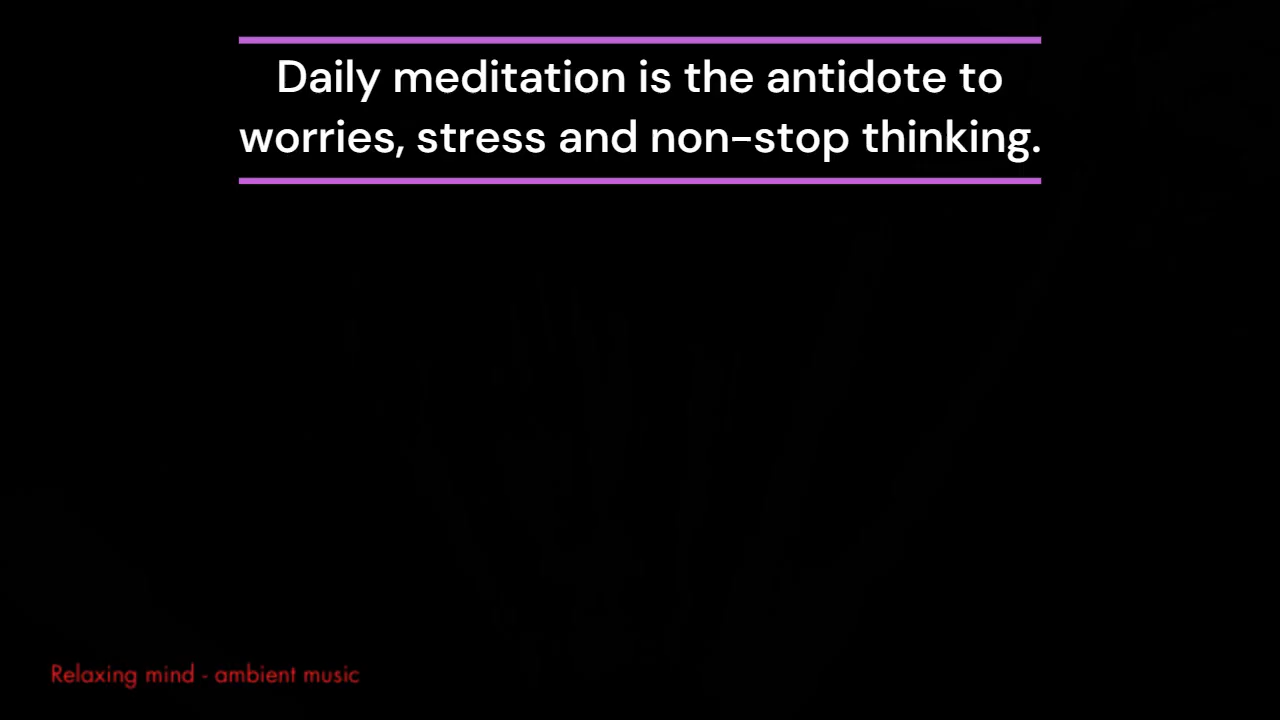 Daily meditation is the antidote to
worries, stress and non-stop thinking.
Relaxing mind - ambient music